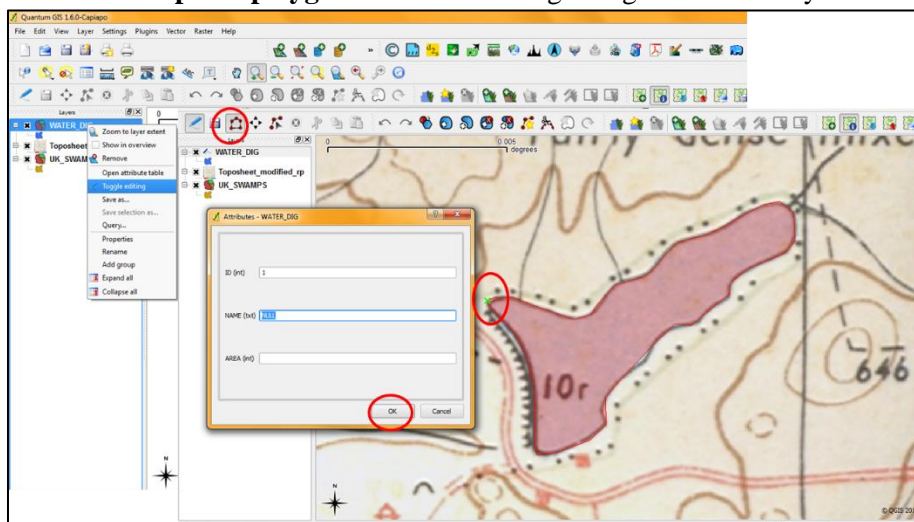 Quantum GIS 1.6.0-Capiapo
File Edit View Layer Settings Plugins Vector Raster Help
Layers
WATER_DIG
Toposheet
UK_SWAM
Zoom to layer extent
Show in overview
Remove
Open attribute table
Toggle editing
Save as...
Save selection as...
Query...
Properties
Rename
Add group
Expand all
Collapse all
WATER_DIG
Toposheet_modified_rp
UK_SWAMPS
0 0.005
degrees
Attributes - WATER_DIG
ID (int) 1
NAME (txt)
AREA (int)
OK Cancel
10r
646
N
N